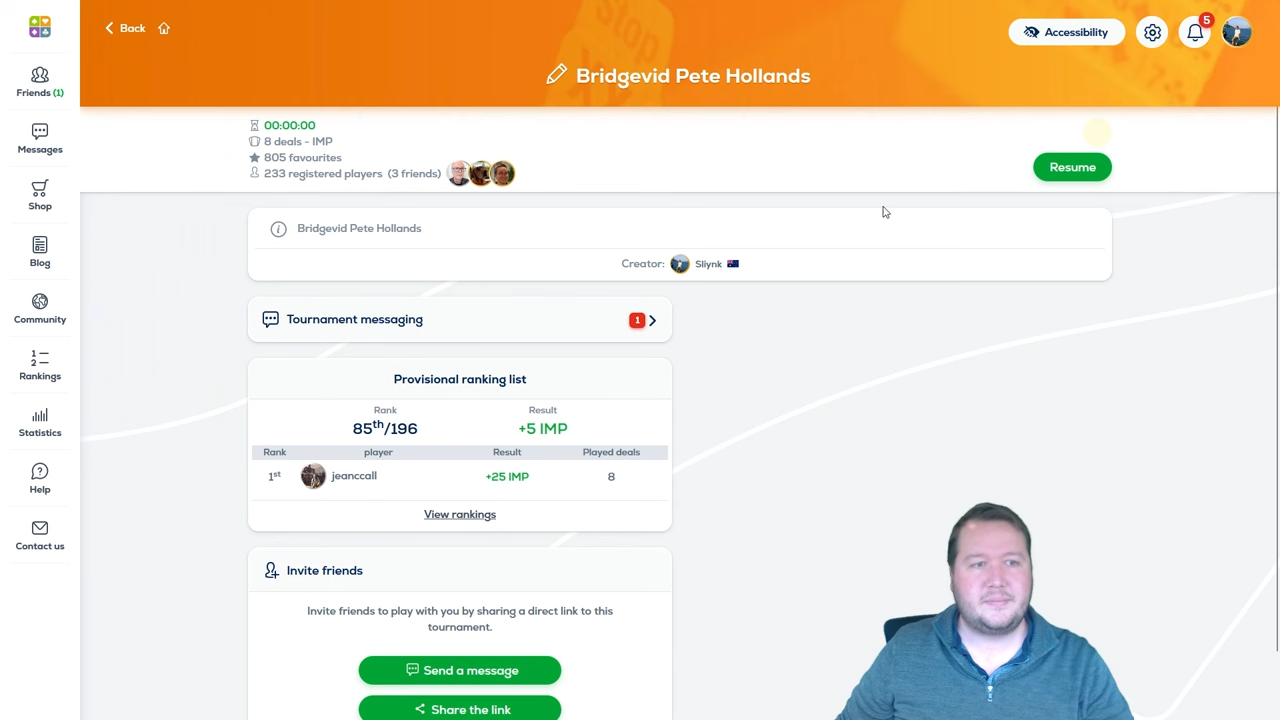 Back
Stop
Accessibility
5
Bridgevid Pete Hollands
Friends (1)
Messages
Shop
Blog
Community
1
2
Rankings
Statistics
Help
Contact us
00:00:00
8 deals - IMP
805 favourites
233 registered players (3 friends)
Resume
Bridgevid Pete Hollands
Creator: Sliynk
Tournament messaging 1
Provisional ranking list
Rank Result
85th/196 +5 IMP
Rank player Result Played deals
1st jeanccall +25 IMP 8
View rankings
Invite friends
Invite friends to play with you by sharing a direct link to this
tournament.
Send a message
Share the link